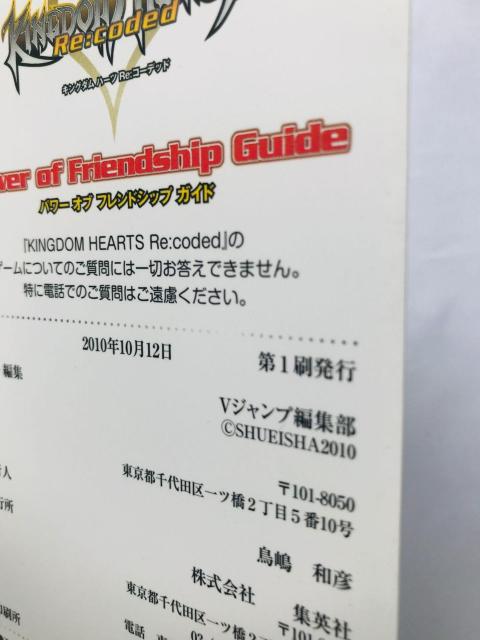 KINGDOM
Re:coded
キングダム ハーツ Re:コーデッド
wer of Friendship Guide
パワー オブ フレンドシップ ガイド
『KINGDOM HEARTS Re:coded』の
ゲームについてのご質問には一切お答えできません。
特に電話でのご質問はご遠慮ください。
2010年10月12日 第1刷発行
編集
Vジャンプ編集部
©SHUEISHA2010
〒101-8050
東京都千代田区一ツ橋2丁目5番10号
鳥嶋 和彦
株式会社 集英社
東京都千代田区一ツ橋
電話